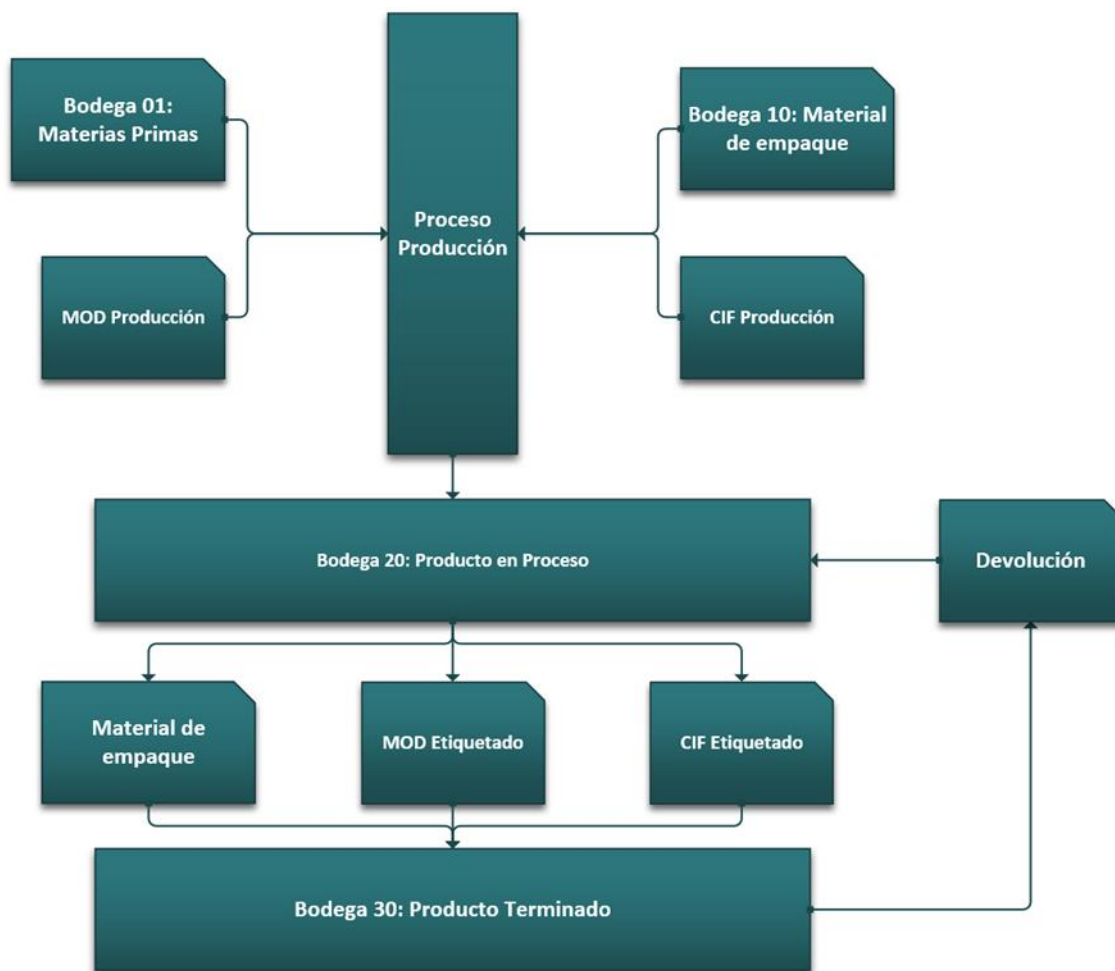 Bodega 01:
Materias Primas
Bodega 10: Material
de empaque
Proceso
Producción
MOD Producción
CIF Producción
Bodega 20: Producto en Proceso
Devolución
Material de
empaque
MOD Etiquetado
CIF Etiquetado
Bodega 30: Producto Terminado